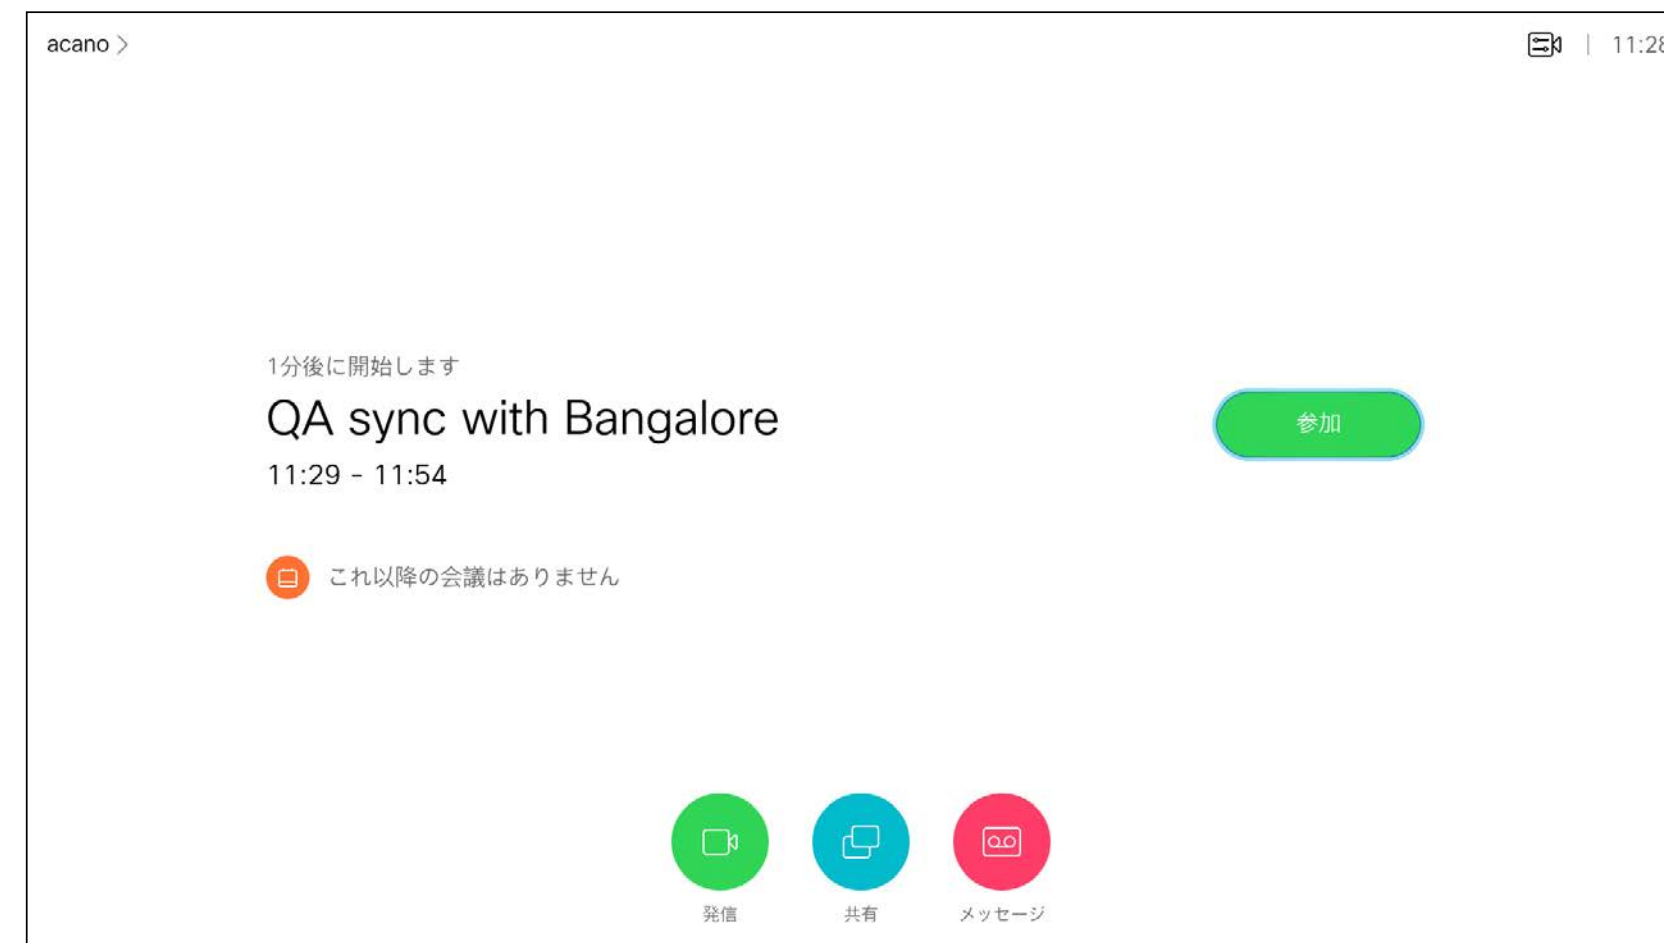 acano
11:28
1分後に開始します
QA sync with Bangalore
11:29 - 11:54
参加
これ以降の会議はありません
発信
共有
メッセージ